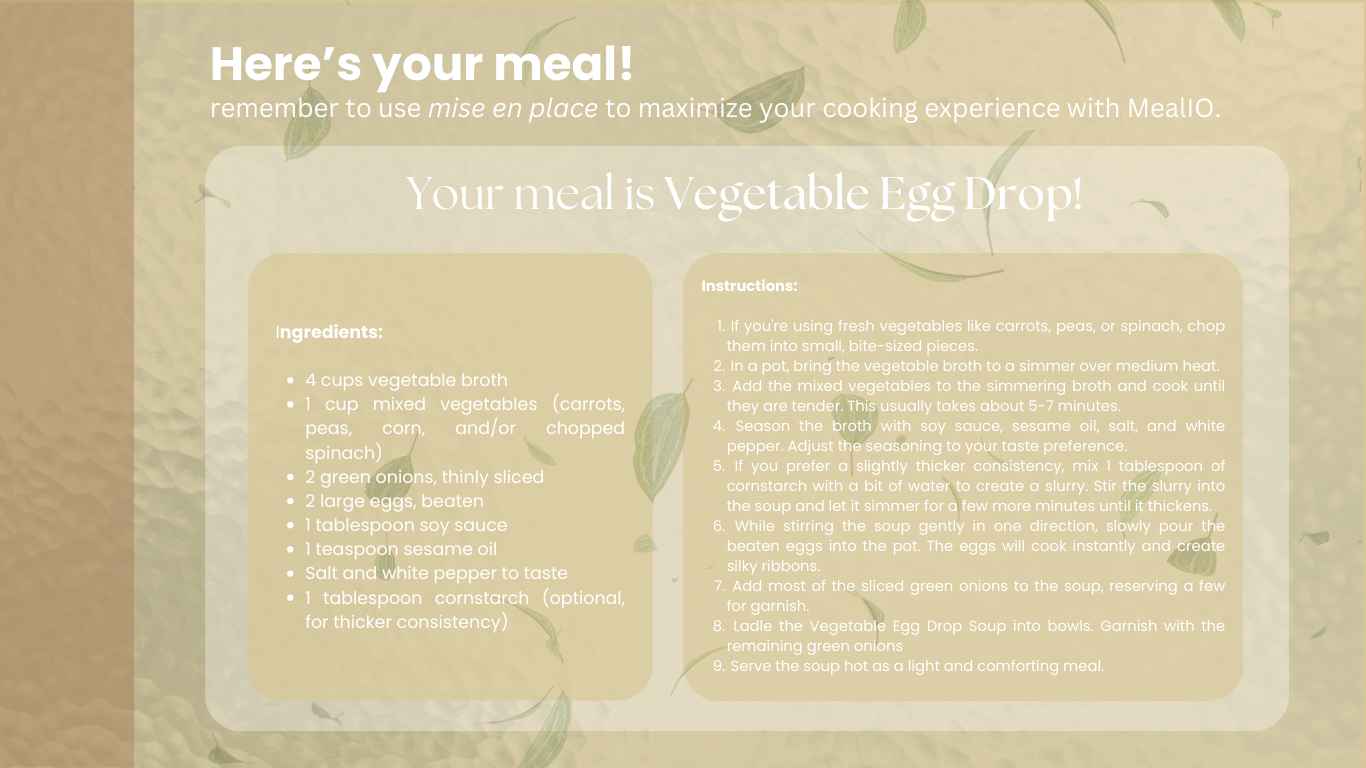 Here's your meal!
remember to use mise en place to maximize your cooking experience with MealIO.
Your meal is Vegetable Egg Drop!
Ingredients:
• 4 cups vegetable broth
• 1 cup mixed vegetables (carrots,
peas, corn, and/or chopped
spinach)
• 2 green onions, thinly sliced
• 2 large eggs, beaten
• 1 tablespoon soy sauce
• 1 teaspoon sesame oil
• Salt and white pepper to taste
• 1 tablespoon cornstarch (optional,
for thicker consistency)
Instructions:
1. If you're using fresh vegetables like carrots, peas, or spinach, chop
them into small, bite-sized pieces.
2. In a pot, bring the vegetable broth to a simmer over medium heat.
3. Add the mixed vegetables to the simmering broth and cook until
they are tender. This usually takes about 5-7 minutes.
4. Season the broth with soy sauce, sesame oil, salt, and white
pepper. Adjust the seasoning to your taste preference.
5. If you prefer a slightly thicker consistency, mix 1 tablespoon of
cornstarch with a bit of water to create a slurry. Stir the slurry into
the soup and let it simmer for a few more minutes until it thickens.
6. While stirring the soup gently in one direction, slowly pour the
beaten eggs into the pot. The eggs will cook instantly and create
silky ribbons.
7. Add most of the sliced green onions to the soup, reserving a few
for garnish.
8. Ladle the Vegetable Egg Drop Soup into bowls. Garnish with the
remaining green onions
9. Serve the soup hot as a light and comforting meal.